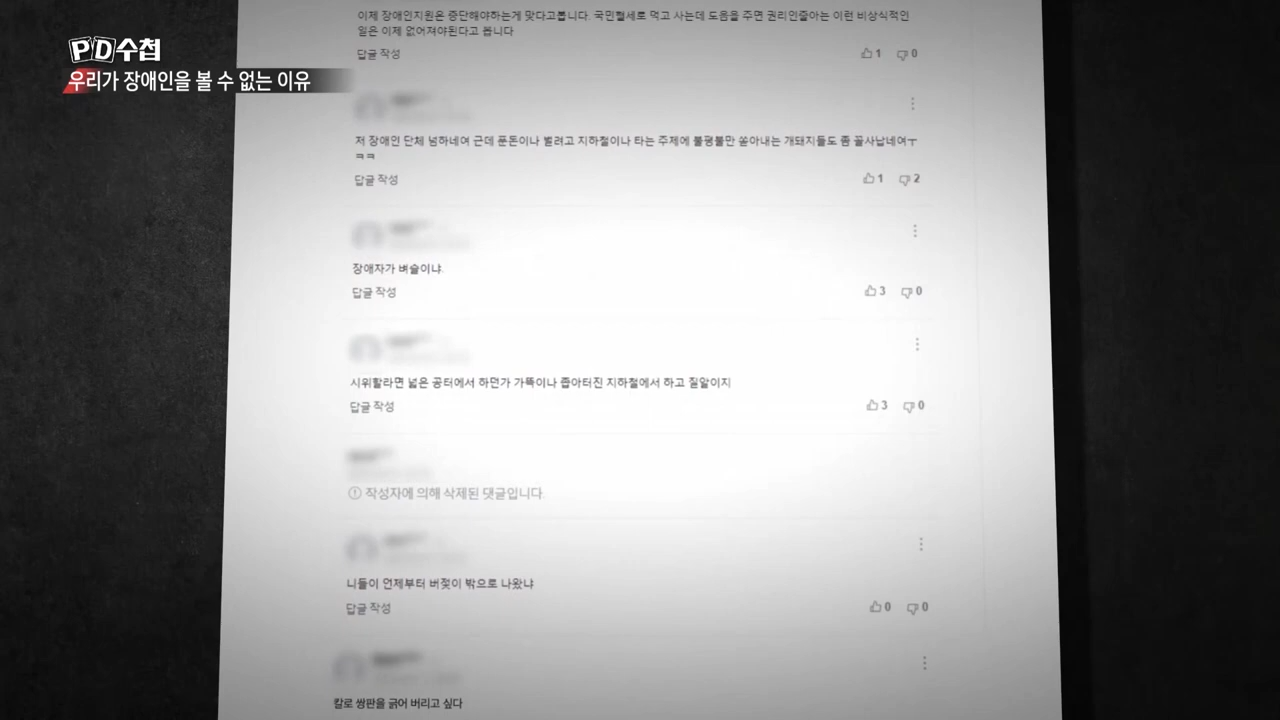 PD수첩
우리가 장애인을 볼 수 없는 이유
이제 장애인지원은 중단해야하는게 맞다고봅니다. 국민혈세로 먹고 사는데 도움을 주면 권리인줄아는 이런 비상식적인
일은 이제 없어져야된다고 봅니다
답글 작성
1 0
저 장애인 단체 넘하네여 근데 푼돈이나 벌려고 지하철이나 타는 주제에 불평불만 쏟아내는 개돼지들도 좀 꼴사납네여ㅜ
ㅋㅋ
답글 작성
1 2
장애자가 벼슬이냐.
답글 작성
3 0
시위할라면 넓은 공터에서 하던가 가뜩이나 좁아터진 지하철에서 하고 질알이지
답글 작성
3 0
작성자에 의해 삭제된 댓글입니다.
니들이 언제부터 버젓이 밖으로 나왔냐
답글 작성
0 0
칼로 쌍판을 긁어 버리고 싶다